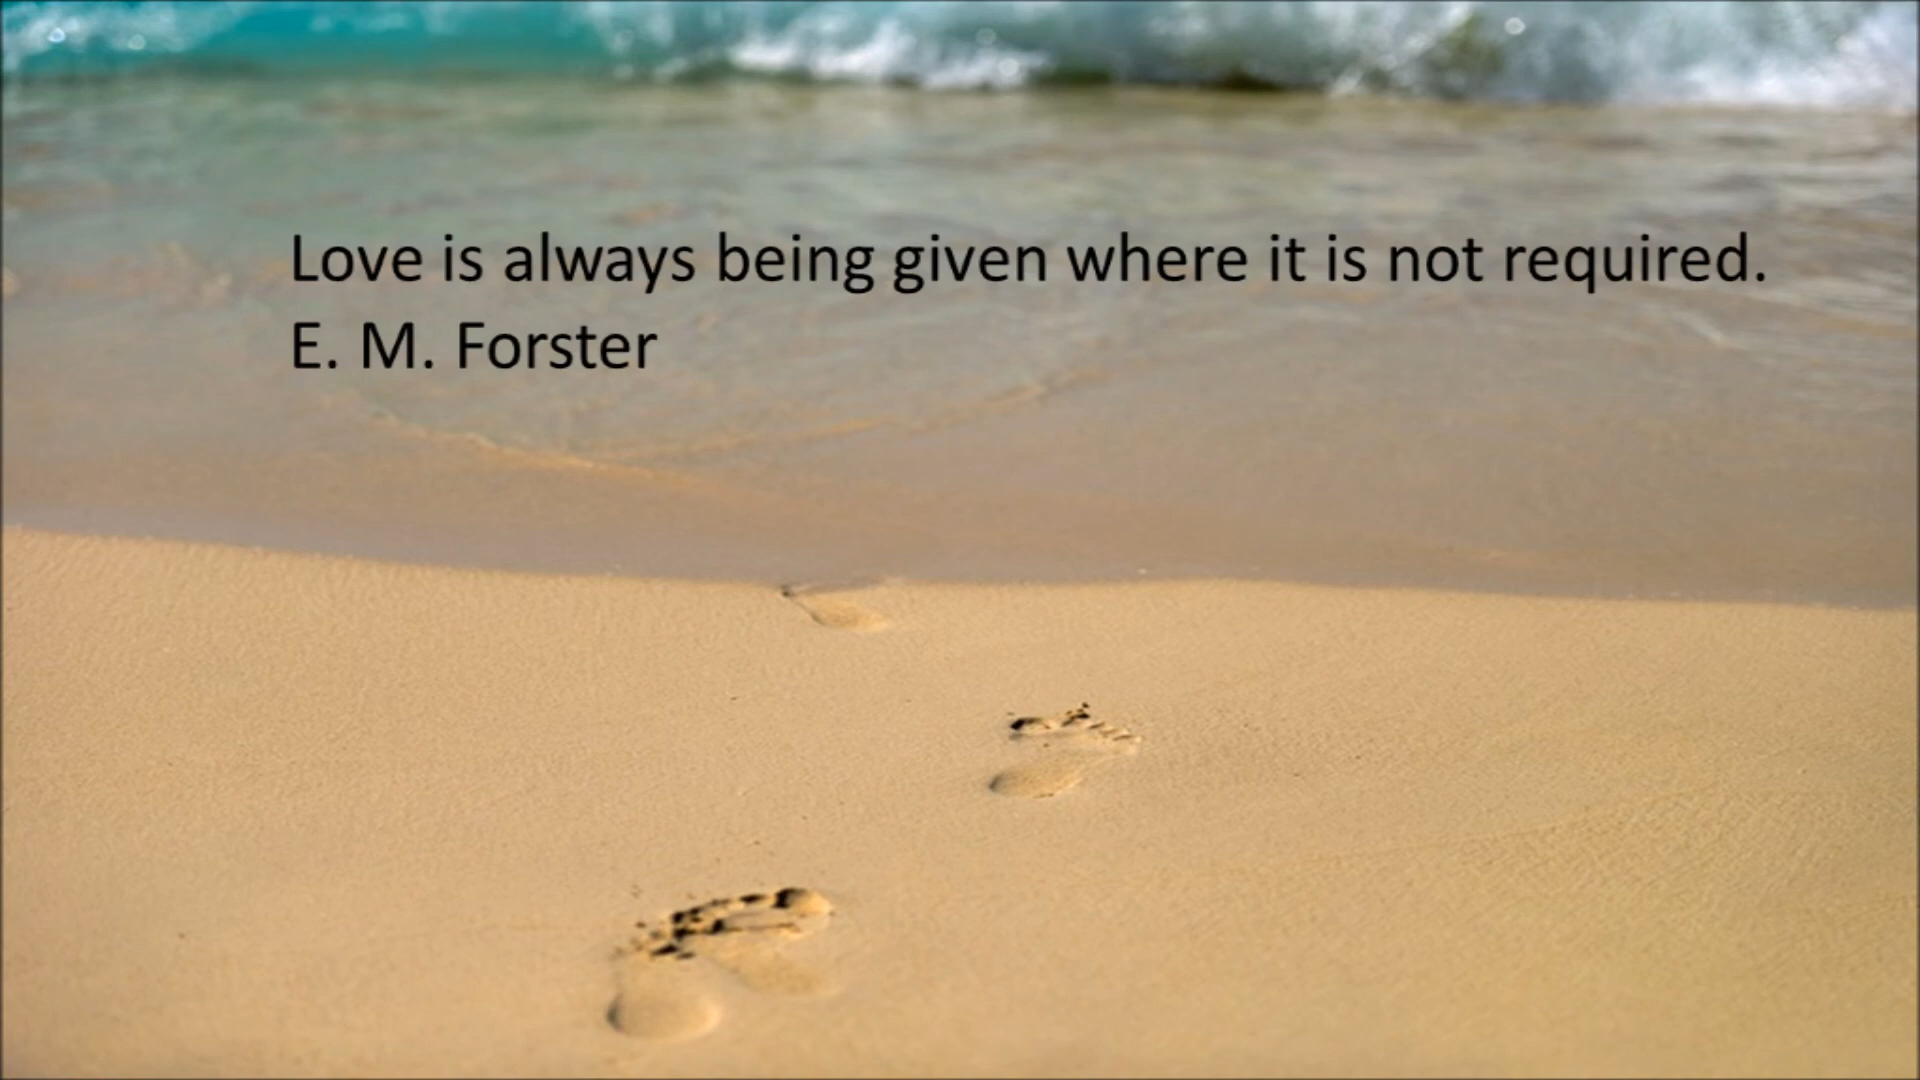 Love is always being given where it is not required.
E. M. Forster